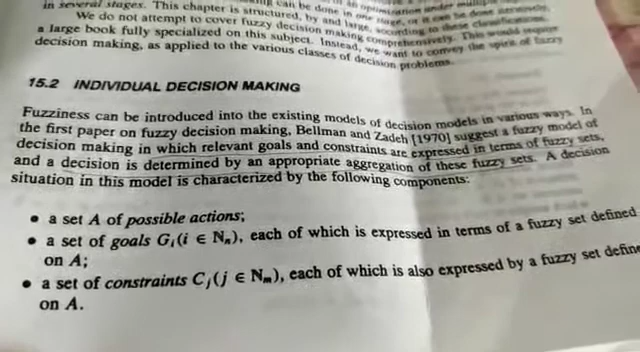 in several stages. This chapter is structured, by and large, according to these classifications.
We do not attempt to cover fuzzy decision making comprehensively. This would require
a large book fully specialized on this subject. Instead, we want to convey the spirit of fuzzy
decision making, as applied to the various classes of decision problems.
15.2 INDIVIDUAL DECISION MAKING
Fuzziness can be introduced into the existing models of decision models in various ways. In
the first paper on fuzzy decision making, Bellman and Zadeh [1970] suggest a fuzzy model of
decision making in which relevant goals and constraints are expressed in terms of fuzzy sets,
and a decision is determined by an appropriate aggregation of these fuzzy sets. A decision
situation in this model is characterized by the following components:
• a set A of possible actions;
• a set of goals Gᵢ(i ∈ Nₙ), each of which is expressed in terms of a fuzzy set defined
on A;
• a set of constraints Cⱼ(j ∈ Nₘ), each of which is also expressed by a fuzzy set define
on A.